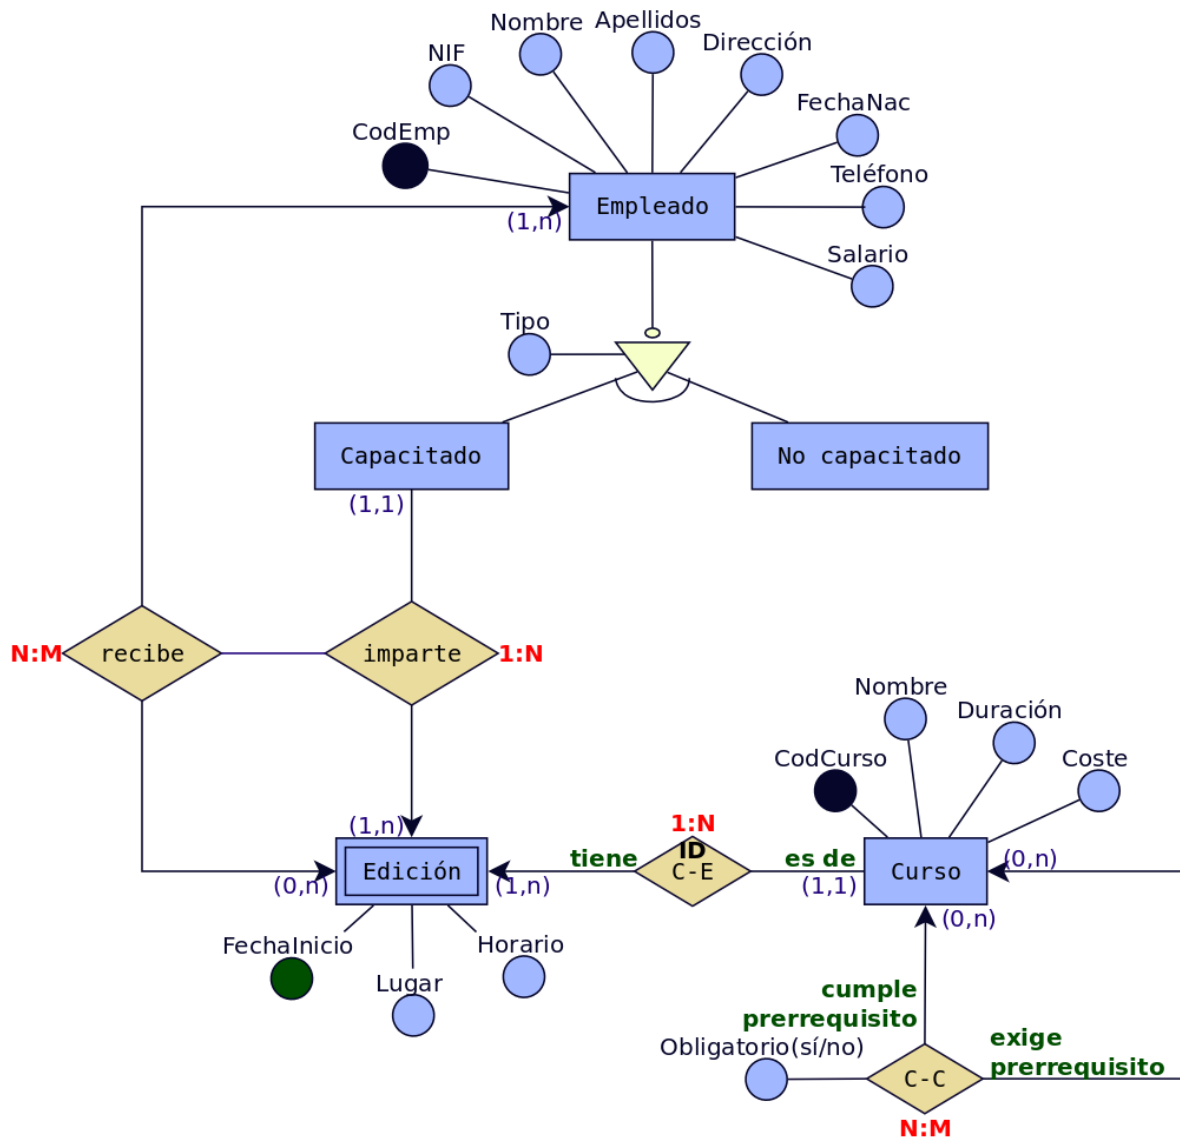 Nombre
Apellidos
Dirección
NIF
FechaNac
CodEmp
Teléfono
Empleado
(1,n)
Salario
Tipo
Capacitado
No capacitado
(1,1)
N:M
recibe
imparte
1:N
Nombre
Duración
CodCurso
Coste
(1,n)
1:N
ID
tiene
es de
(0,n)
Edición
C-E
Curso
(0,n)
(1,n)
(1,1)
(0,n)
FechaInicio
Horario
Lugar
cumple
prerrequisito
Obligatorio(sí/no)
exige
prerrequisito
C-C
N:M